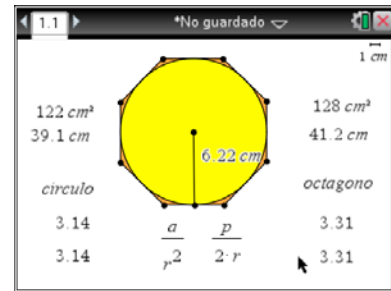 1.1 *No guardado
1 cm
122 cm² 128 cm²
39.1 cm 41.2 cm
6.22 cm
circulo octagono
3.14 a/r² p/2·r 3.31
3.14 3.31